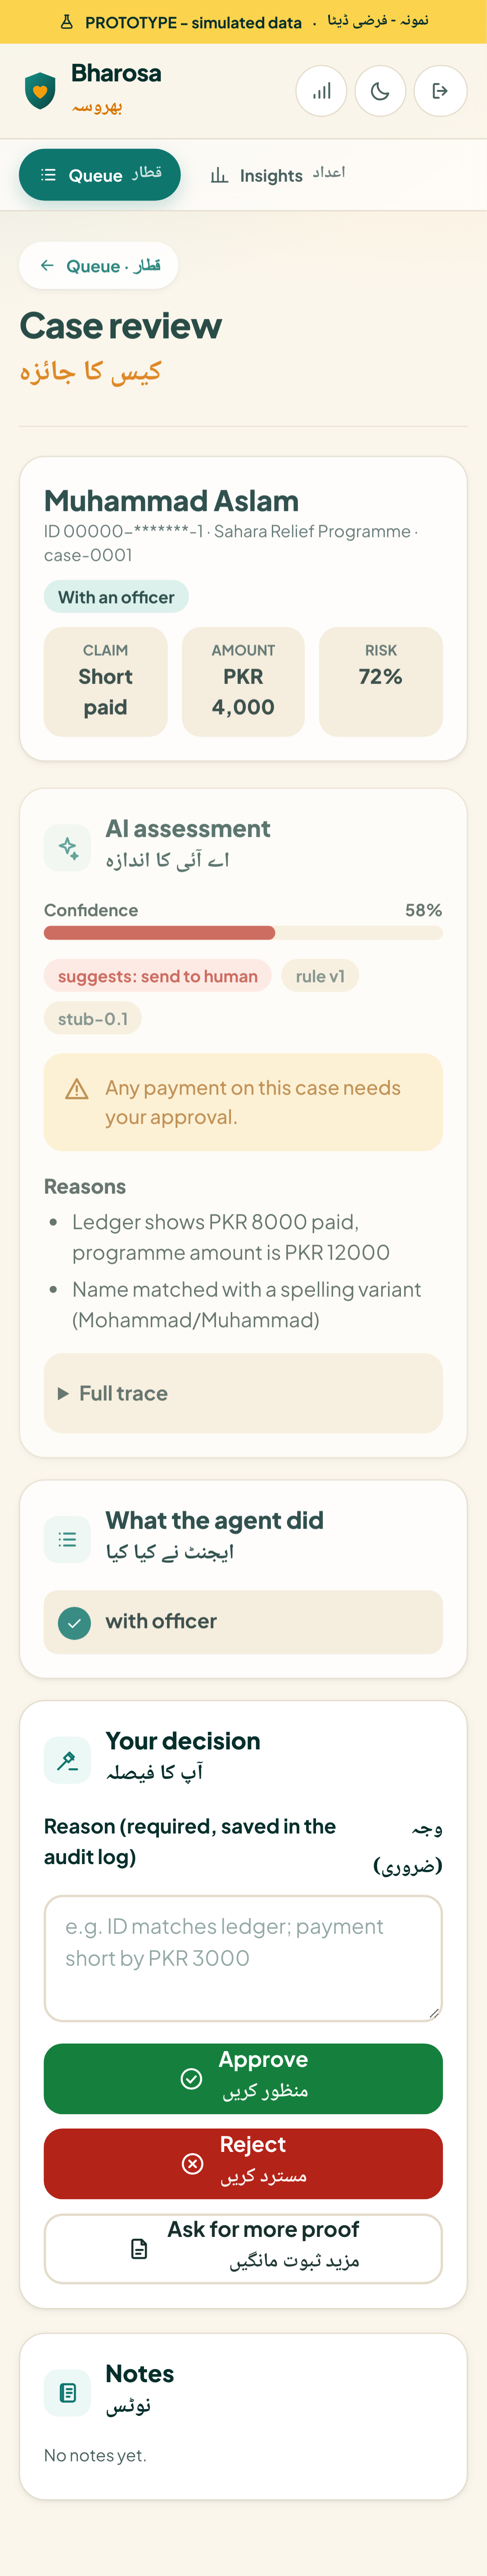 PROTOTYPE - simulated data · نمونہ - فرضی ڈیٹا
Bharosa
بھروسہ
Queue قطار Insights اعداد
← Queue · قطار
Case review
کیس کا جائزہ
Muhammad Aslam
ID 00000-*******-1 · Sahara Relief Programme ·
case-0001
With an officer
CLAIM AMOUNT RISK
Short PKR 72%
paid 4,000
AI assessment
اے آئی کا اندازہ
Confidence 58%
suggests: send to human rule v1
stub-0.1
Any payment on this case needs
your approval.
Reasons
• Ledger shows PKR 8000 paid,
programme amount is PKR 12000
• Name matched with a spelling variant
(Mohammad/Muhammad)
▶ Full trace
What the agent did
ایجنٹ نے کیا کیا
with officer
Your decision
آپ کا فیصلہ
Reason (required, saved in the وجہ
audit log) (ضروری)
e.g. ID matches ledger; payment
short by PKR 3000
Approve
منظور کریں
Reject
مسترد کریں
Ask for more proof
مزید ثبوت مانگیں
Notes
نوٹس
No notes yet.